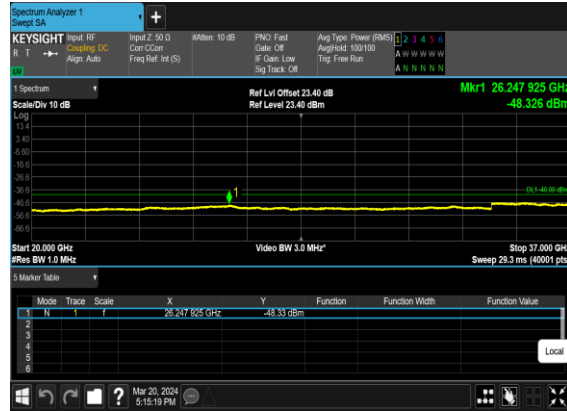 Spectrum Analyzer 1
Swept SA
+
KEYSIGHT Input: RF Input Z: 50 Ω #Atten: 10 dB PNO: Fast Avg Type: Power (RMS) 1 2 3 4 5 6
R T Coupling: DC Corr CCorr Gate: Off Avg|Hold: 100/100 A W W W W W
Align: Auto Freq Ref: Int (S) IF Gain: Low Trig: Free Run
Sig Track: Off A N N N N N
1 Spectrum
Scale/Div 10 dB
Ref Lvl Offset 23.40 dB
Ref Level 23.40 dBm
Mkr1 26.247 925 GHz
-48.326 dBm
Log
13.4
3.40
-6.60
-16.6
-26.6
-36.6
-46.6
-56.6
-66.6
1
DL1 -40.00 dBm
Start 20.000 GHz Video BW 3.0 MHz* Stop 37.000 GHz
#Res BW 1.0 MHz Sweep 29.3 ms (40001 pts)
5 Marker Table
Mode Trace Scale X Y Function Function Width Function Value
1 N 1 f 26.247 925 GHz -48.33 dBm
2
3
4
5
6
Local
? Mar 20, 2024
5:15:19 PM